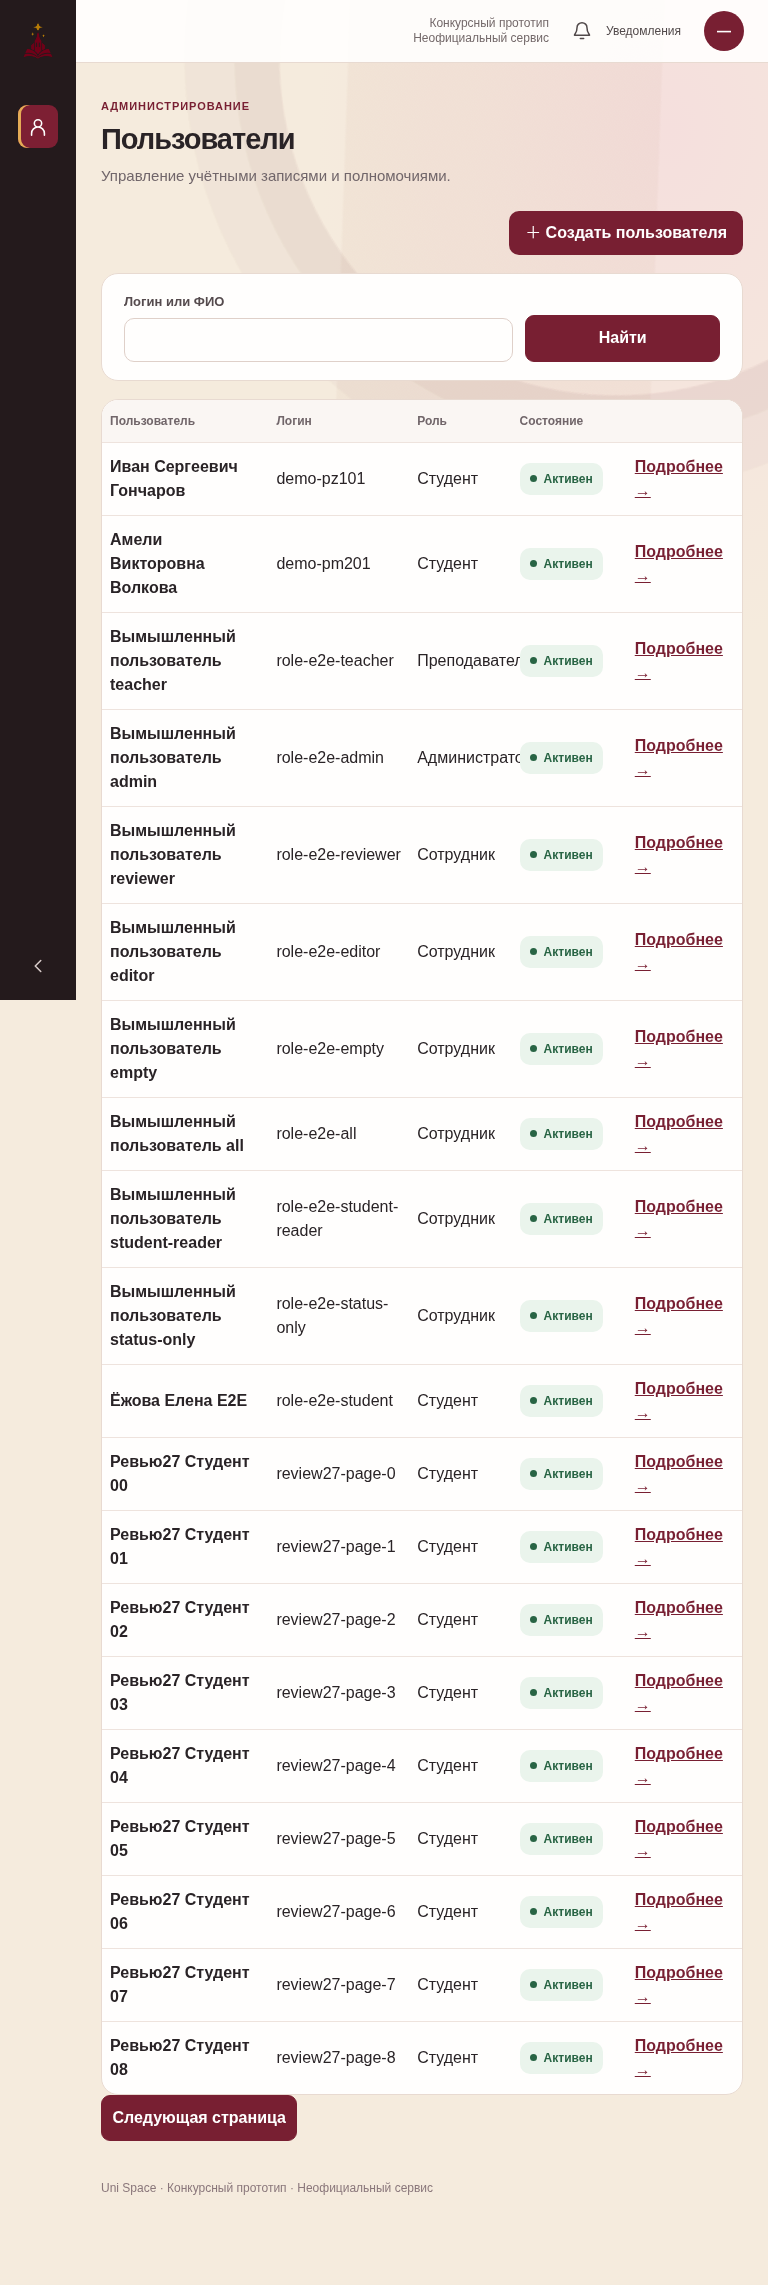 Конкурсный прототип
Неофициальный сервис
Уведомления
—
АДМИНИСТРИРОВАНИЕ
Пользователи
Управление учётными записями и полномочиями.
+ Создать пользователя
Логин или ФИО
Найти
Пользователь Логин Роль Состояние
Иван Сергеевич
Гончаров
demo-pz101 Студент Активен
Подробнее
→
Амели
Викторовна
Волкова
demo-pm201 Студент Активен
Подробнее
→
Вымышленный
пользователь
teacher
role-e2e-teacher Преподавател Активен
Подробнее
→
Вымышленный
пользователь
admin
role-e2e-admin Администрато Активен
Подробнее
→
Вымышленный
пользователь
reviewer
role-e2e-reviewer Сотрудник Активен
Подробнее
→
Вымышленный
пользователь
editor
role-e2e-editor Сотрудник Активен
Подробнее
→
Вымышленный
пользователь
empty
role-e2e-empty Сотрудник Активен
Подробнее
→
Вымышленный
пользователь all
role-e2e-all Сотрудник Активен
Подробнее
→
Вымышленный
пользователь
student-reader
role-e2e-student-
reader
Сотрудник Активен
Подробнее
→
Вымышленный
пользователь
status-only
role-e2e-status-
only
Сотрудник Активен
Подробнее
→
Ёжова Елена E2E
role-e2e-student Студент Активен
Подробнее
→
Ревью27 Студент
00
review27-page-0 Студент Активен
Подробнее
→
Ревью27 Студент
01
review27-page-1 Студент Активен
Подробнее
→
Ревью27 Студент
02
review27-page-2 Студент Активен
Подробнее
→
Ревью27 Студент
03
review27-page-3 Студент Активен
Подробнее
→
Ревью27 Студент
04
review27-page-4 Студент Активен
Подробнее
→
Ревью27 Студент
05
review27-page-5 Студент Активен
Подробнее
→
Ревью27 Студент
06
review27-page-6 Студент Активен
Подробнее
→
Ревью27 Студент
07
review27-page-7 Студент Активен
Подробнее
→
Ревью27 Студент
08
review27-page-8 Студент Активен
Подробнее
→
Следующая страница
Uni Space · Конкурсный прототип · Неофициальный сервис